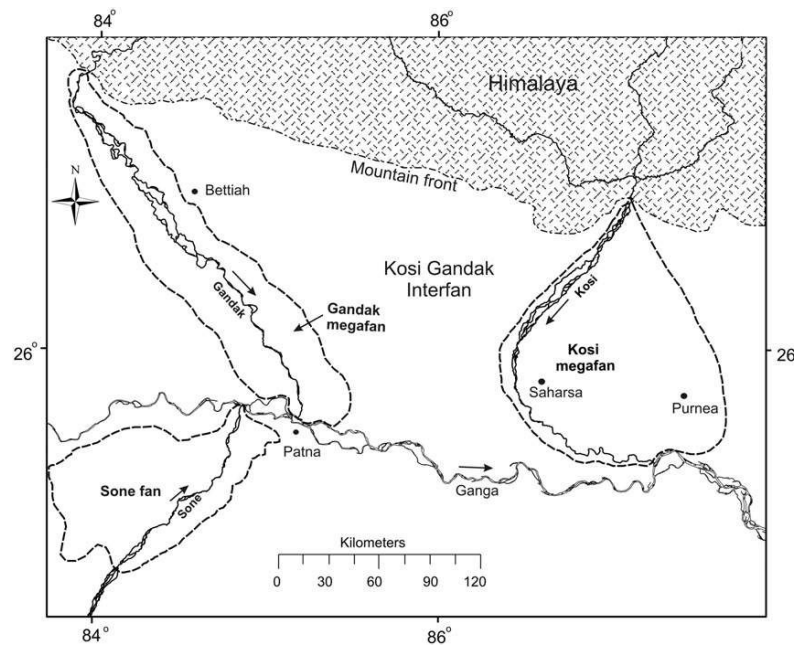 84°
86°
Himalaya
N
Bettiah
Mountain front
Kosi Gandak
Interfan
Gandak
Gandak
megafan
Kosi
26°
26°
Kosi
megafan
Saharsa
Purnea
Patna
Sone fan
Sone
Ganga
Kilometers
0 30 60 90 120
84°
86°